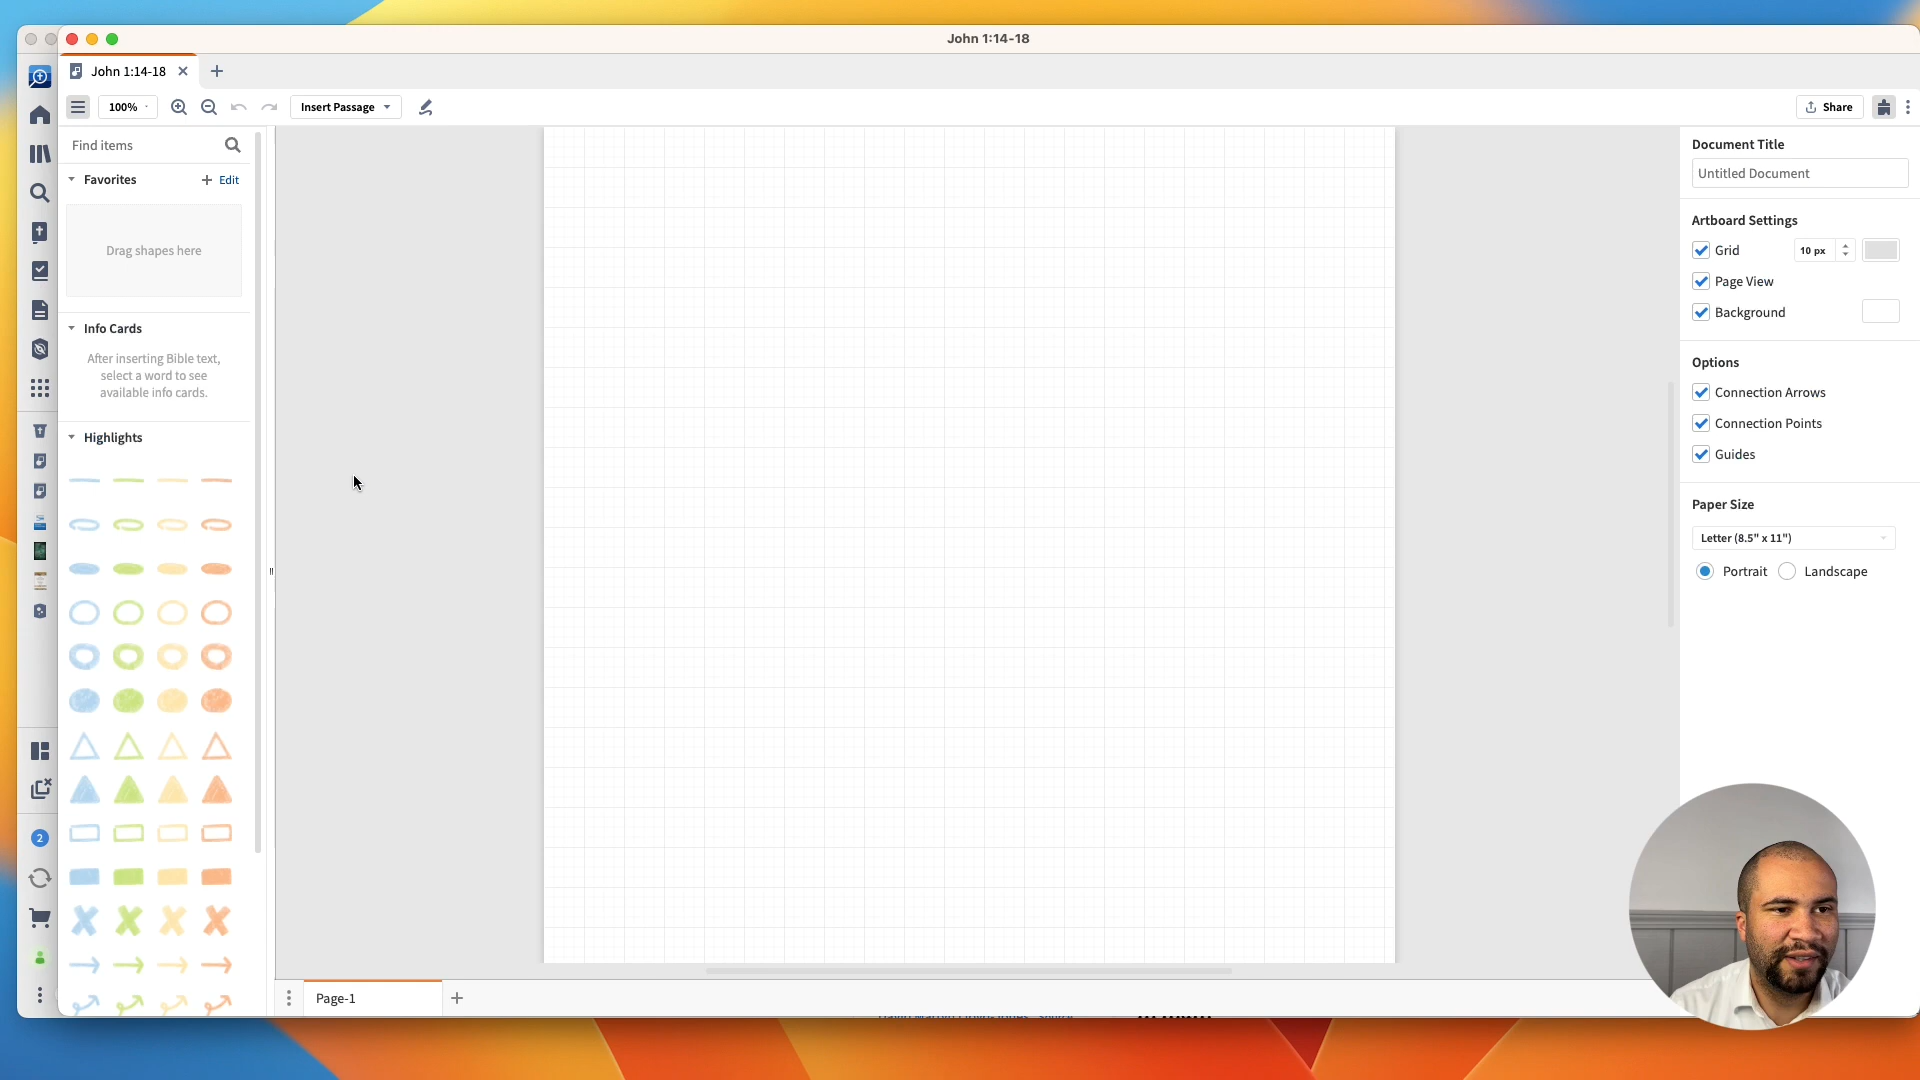 John 1:14-18
John 1:14-18
100%
Insert Passage
Share
Find items
Favorites
Edit
Drag shapes here
Info Cards
After inserting Bible text,
select a word to see
available info cards.
Highlights
2
Page-1
Document Title
Untitled Document
Artboard Settings
Grid
10 px
Page View
Background
Options
Connection Arrows
Connection Points
Guides
Paper Size
Letter (8.5" x 11")
Portrait
Landscape